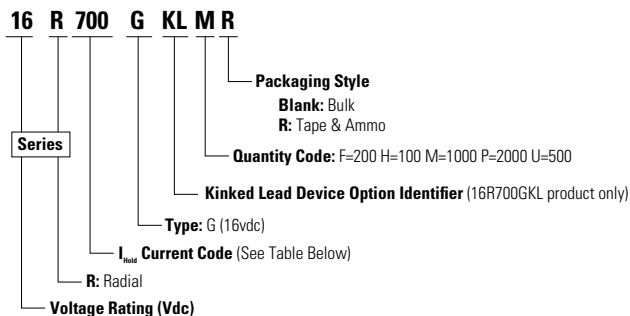 16 R 700 G KL M R
Packaging Style
Blank: Bulk
R: Tape & Ammo
Series
Quantity Code: F=200 H=100 M=1000 P=2000 U=500
Kinked Lead Device Option Identifier (16R700GKL product only)
Type: G (16vdc)
IHold Current Code (See Table Below)
R: Radial
Voltage Rating (Vdc)